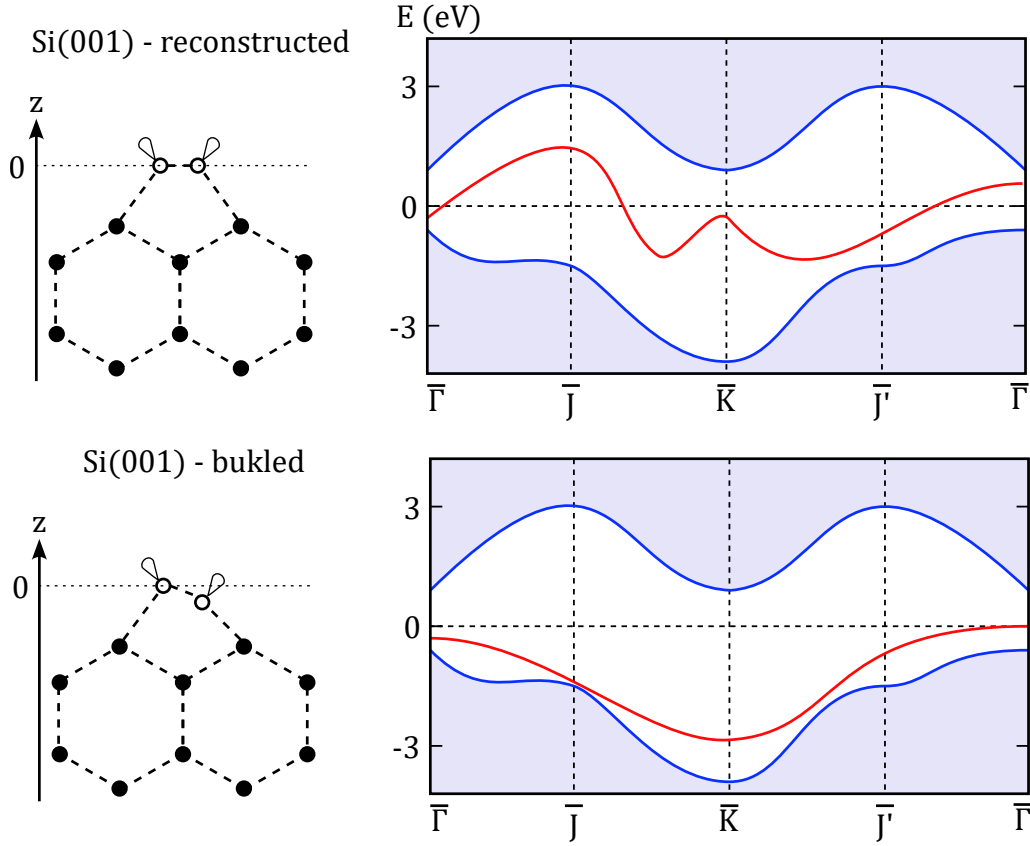 Si(001) - reconstructed
z
0
E (eV)
3
0
-3
Γ̅ J̅ K̅ J̅' Γ̅
Si(001) - bukled
z
0
3
0
-3
Γ̅ J̅ K̅ J̅' Γ̅